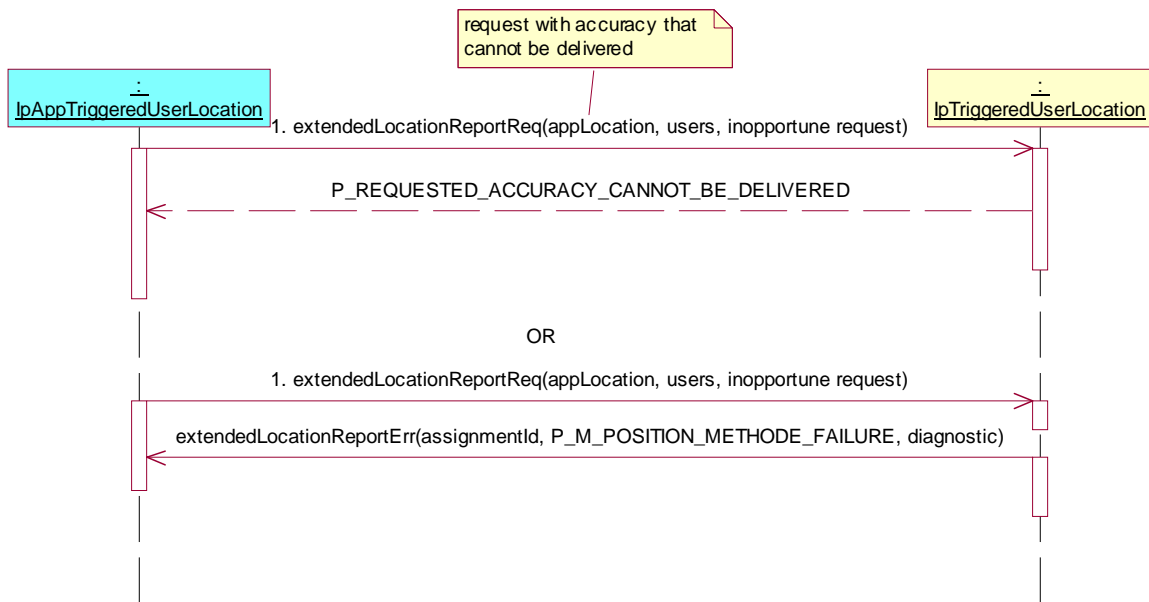 request with accuracy that
cannot be delivered
:
IpAppTriggeredUserLocation
:
IpTriggeredUserLocation
1. extendedLocationReportReq(appLocation, users, inopportune request)
P_REQUESTED_ACCURACY_CANNOT_BE_DELIVERED
OR
1. extendedLocationReportReq(appLocation, users, inopportune request)
extendedLocationReportErr(assignmentId, P_M_POSITION_METHODE_FAILURE, diagnostic)